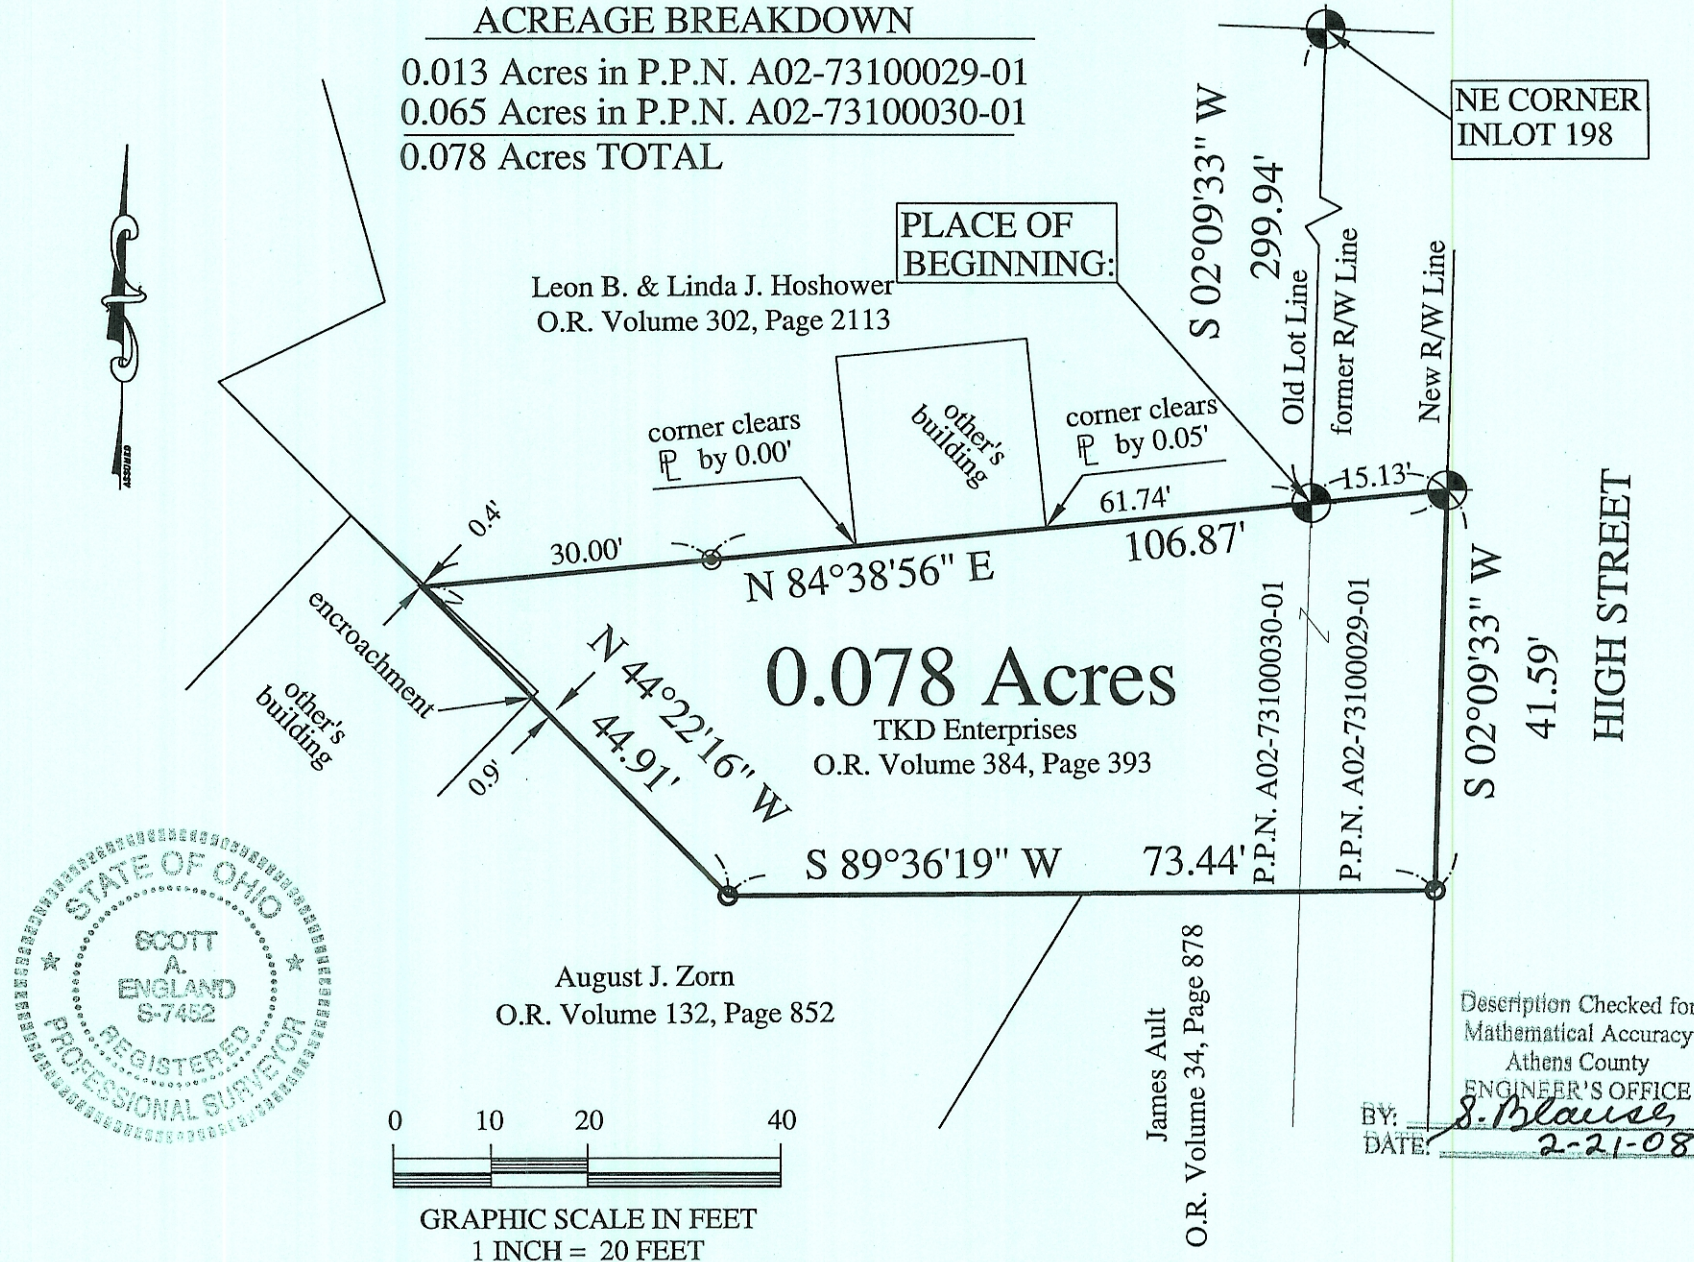 ACREAGE BREAKDOWN
0.013 Acres in P.P.N. A02-73100029-01
0.065 Acres in P.P.N. A02-73100030-01
0.078 Acres TOTAL
NE CORNER
INLOT 198
S 02°09'33" W
299.94'
PLACE OF
BEGINNING:
Old Lot Line
former R/W Line
New R/W Line
Leon B. & Linda J. Hoshower
O.R. Volume 302, Page 2113
ASSUMED
corner clears
PL by 0.00'
other's
building
corner clears
PL by 0.05'
0.4'
30.00'
61.74'
15.13'
N 84°38'56" E
106.87'
encroachment
other's
building
0.9'
N 44°22'16" W
44.91'
0.078 Acres
TKD Enterprises
O.R. Volume 384, Page 393
P.P.N. A02-73100030-01
P.P.N. A02-73100029-01
S 02°09'33" W
41.59'
HIGH STREET
S 89°36'19" W
73.44'
STATE OF OHIO
SCOTT
A.
ENGLAND
S-7452
REGISTERED
PROFESSIONAL SURVEYOR
August J. Zorn
O.R. Volume 132, Page 852
James Ault
O.R. Volume 34, Page 878
Description Checked for
Mathematical Accuracy
Athens County
ENGINEER'S OFFICE
BY: S. Blauser
DATE: 2-21-08
0 10 20 40
GRAPHIC SCALE IN FEET
1 INCH = 20 FEET